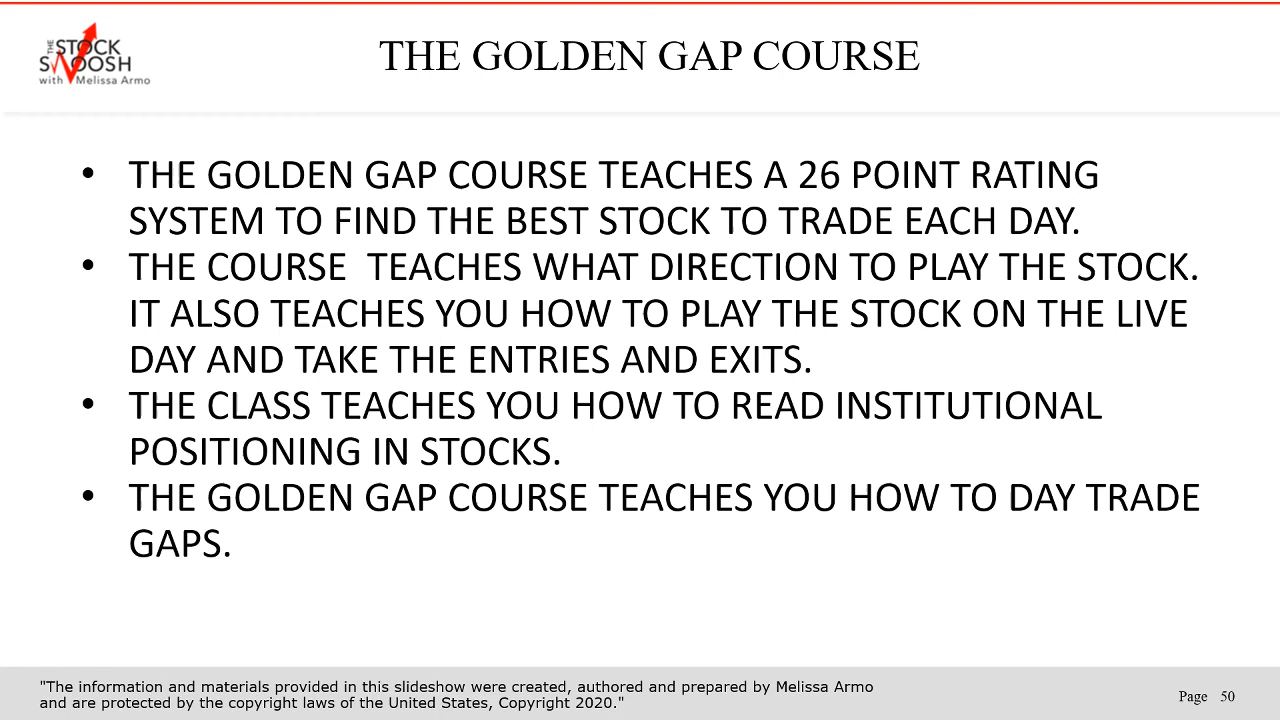 THE STOCK
SWOOSH
with Melissa Armo
THE GOLDEN GAP COURSE
• THE GOLDEN GAP COURSE TEACHES A 26 POINT RATING
SYSTEM TO FIND THE BEST STOCK TO TRADE EACH DAY.
• THE COURSE  TEACHES WHAT DIRECTION TO PLAY THE STOCK.
IT ALSO TEACHES YOU HOW TO PLAY THE STOCK ON THE LIVE
DAY AND TAKE THE ENTRIES AND EXITS.
• THE CLASS TEACHES YOU HOW TO READ INSTITUTIONAL
POSITIONING IN STOCKS.
• THE GOLDEN GAP COURSE TEACHES YOU HOW TO DAY TRADE
GAPS.
"The information and materials provided in this slideshow were created, authored and prepared by Melissa Armo
and are protected by the copyright laws of the United States, Copyright 2020."
Page 50